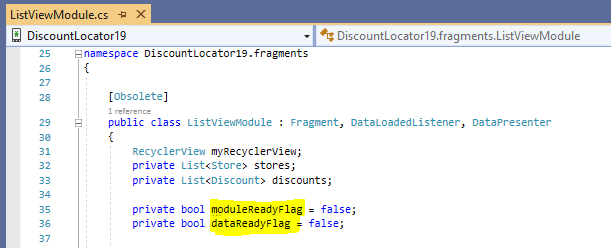 ListViewModule.cs
DiscountLocator19 DiscountLocator19.fragments.ListViewModule
25 namespace DiscountLocator19.fragments
26 {
27
28 [Obsolete]
1 reference
29 public class ListViewModule : Fragment, DataLoadedListener, DataPresenter
30 {
31 RecyclerView myRecyclerView;
32 private List<Store> stores;
33 private List<Discount> discounts;
34
35 private bool moduleReadyFlag = false;
36 private bool dataReadyFlag = false;